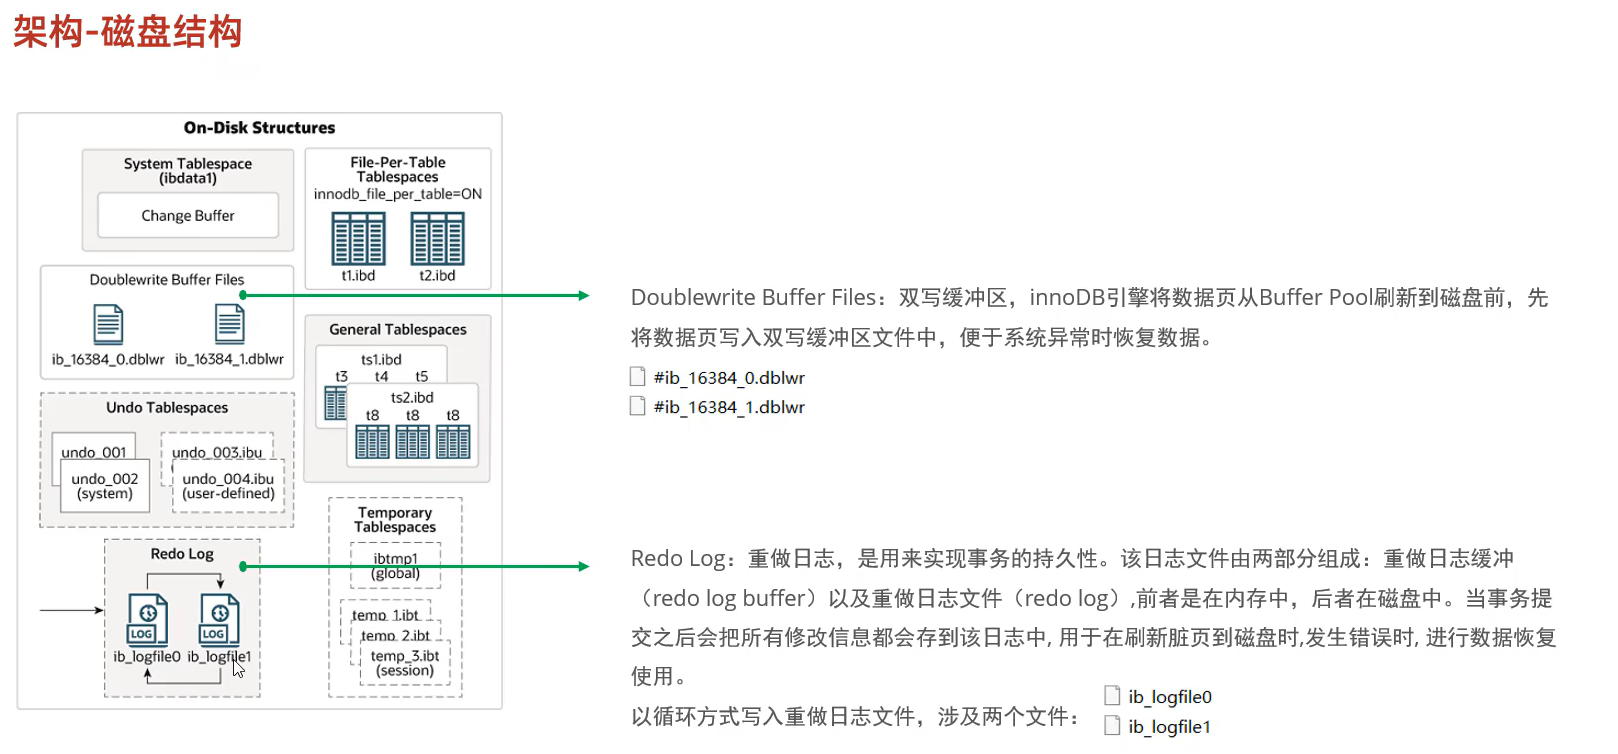 架构-磁盘结构
On-Disk Structures
System Tablespace
(ibdata1)
Change Buffer
File-Per-Table
Tablespaces
innodb_file_per_table=ON
t1.ibd
t2.ibd
Doublewrite Buffer Files
ib_16384_0.dblwr
ib_16384_1.dblwr
General Tablespaces
ts1.ibd
t3
t4
t5
ts2.ibd
t8
t8
t8
Undo Tablespaces
undo_001
undo_002
(system)
undo_003.ibu
undo_004.ibu
(user-defined)
Temporary
Tablespaces
ibtmp1
(global)
temp_1.ibt
temp_2.ibt
temp_3.ibt
(session)
Redo Log
LOG
LOG
ib_logfile0
ib_logfile1
Doublewrite Buffer Files：双写缓冲区，innoDB引擎将数据页从Buffer Pool刷新到磁盘前，先
将数据页写入双写缓冲区文件中，便于系统异常时恢复数据。
#ib_16384_0.dblwr
#ib_16384_1.dblwr
Redo Log：重做日志，是用来实现事务的持久性。该日志文件由两部分组成：重做日志缓冲
（redo log buffer）以及重做日志文件（redo log）,前者是在内存中，后者在磁盘中。当事务提
交之后会把所有修改信息都会存到该日志中, 用于在刷新脏页到磁盘时,发生错误时, 进行数据恢复
使用。
以循环方式写入重做日志文件，涉及两个文件：
ib_logfile0
ib_logfile1